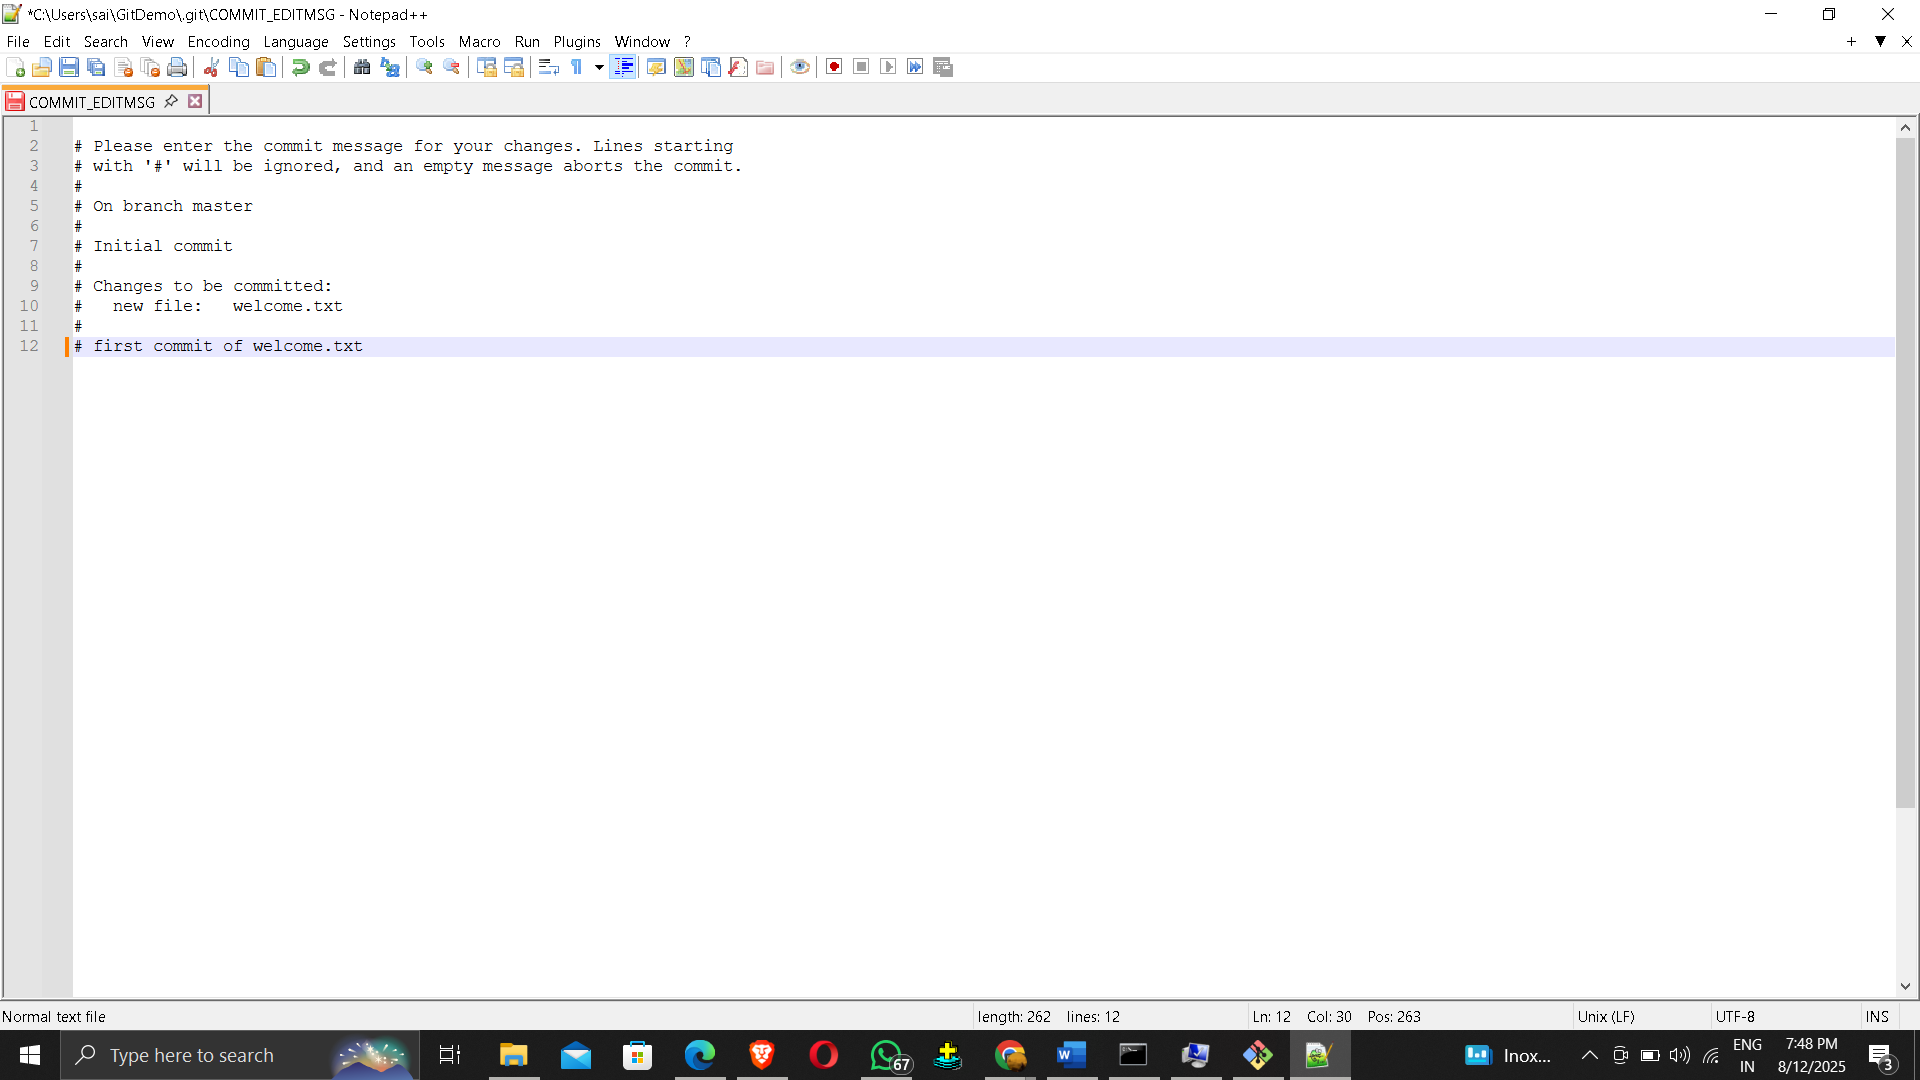 *C:\Users\sai\GitDemo\.git\COMMIT_EDITMSG - Notepad++
File Edit Search View Encoding Language Settings Tools Macro Run Plugins Window ?
COMMIT_EDITMSG
1
2 # Please enter the commit message for your changes. Lines starting
3 # with '#' will be ignored, and an empty message aborts the commit.
4 #
5 # On branch master
6 #
7 # Initial commit
8 #
9 # Changes to be committed:
10 # new file: welcome.txt
11 #
12 # first commit of welcome.txt
Normal text file length: 262 lines: 12 Ln: 12 Col: 30 Pos: 263 Unix (LF) UTF-8 INS
Type here to search 67 Inox... ENG 7:48 PM
IN 8/12/2025 3